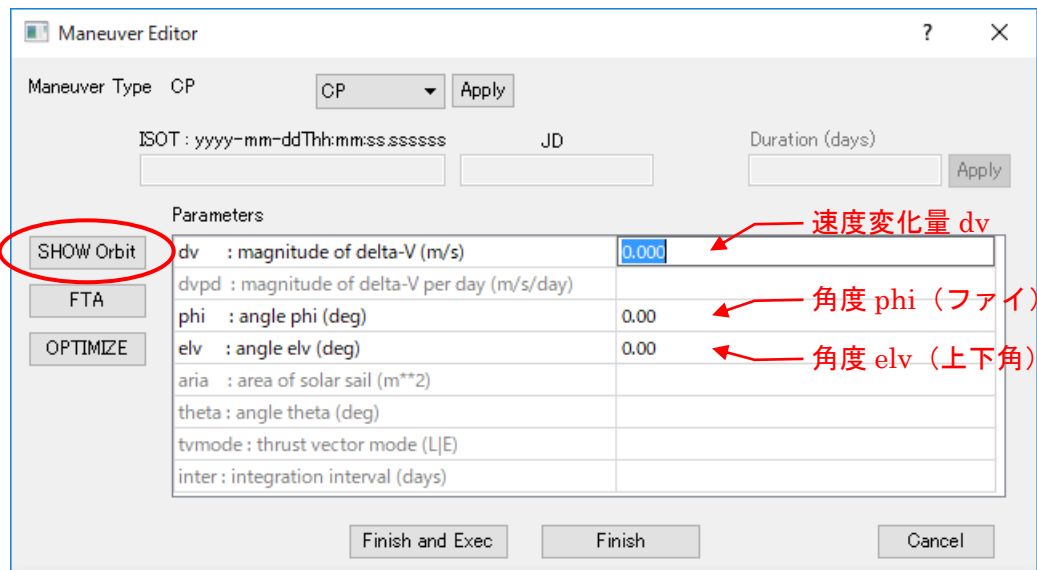 Maneuver Editor ?
Maneuver Type CP CP Apply
ISOT : yyyy-mm-ddThh:mm:ss.ssssss JD Duration (days)
Apply
Parameters
速度変化量 dv
SHOW Orbit dv : magnitude of delta-V (m/s) 0.000
dvpd : magnitude of delta-V per day (m/s/day)
FTA
角度 phi（ファイ）
phi : angle phi (deg) 0.00
OPTIMIZE elv : angle elv (deg) 0.00
角度 elv（上下角）
aria : area of solar sail (m**2)
theta : angle theta (deg)
tvmode : thrust vector mode (L|E)
inter : integration interval (days)
Finish and Exec Finish Cancel